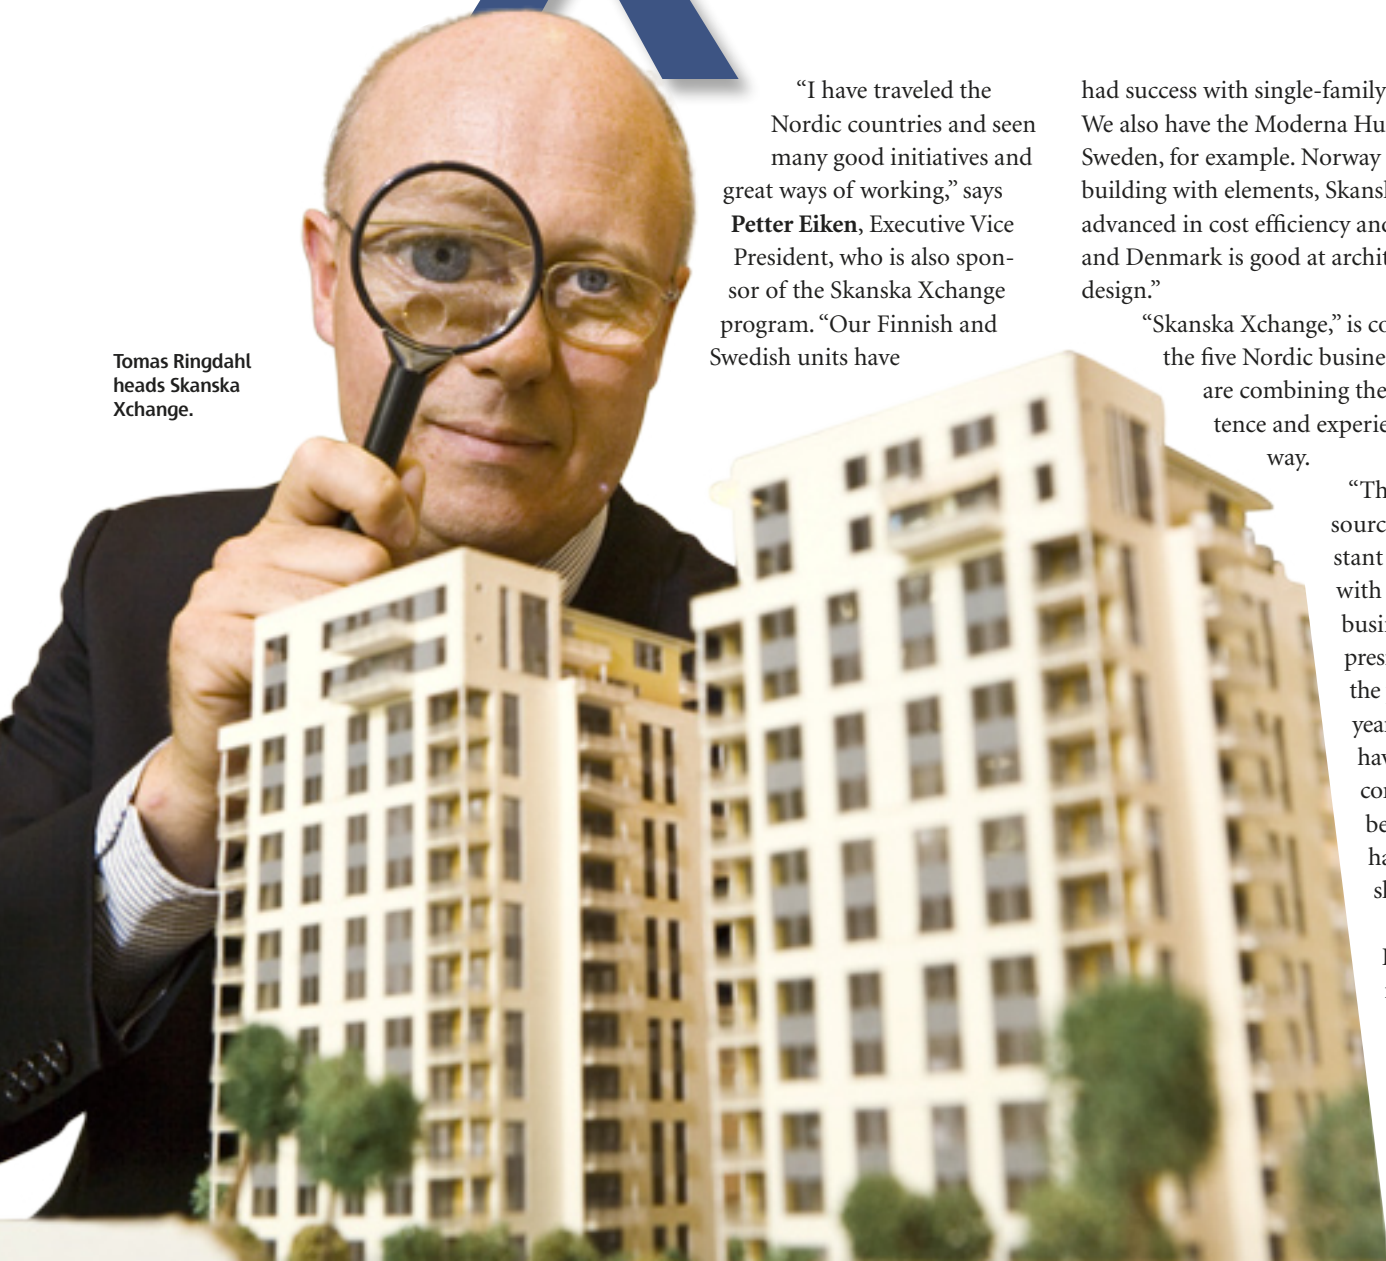 Tomas Ringdahl
heads Skanska
Xchange.
“I have traveled the
Nordic countries and seen
many good initiatives and
great ways of working,” says
Petter Eiken, Executive Vice
President, who is also spon-
sor of the Skanska Xchange
program. “Our Finnish and
Swedish units have
had success with single-family
We also have the Moderna
Sweden, for example. Norway
building with elements,
advanced in cost efficiency
and Denmark is good at
design.”
“Skanska Xchange,” is
the five Nordic
are combining
tence and
way.
with
the